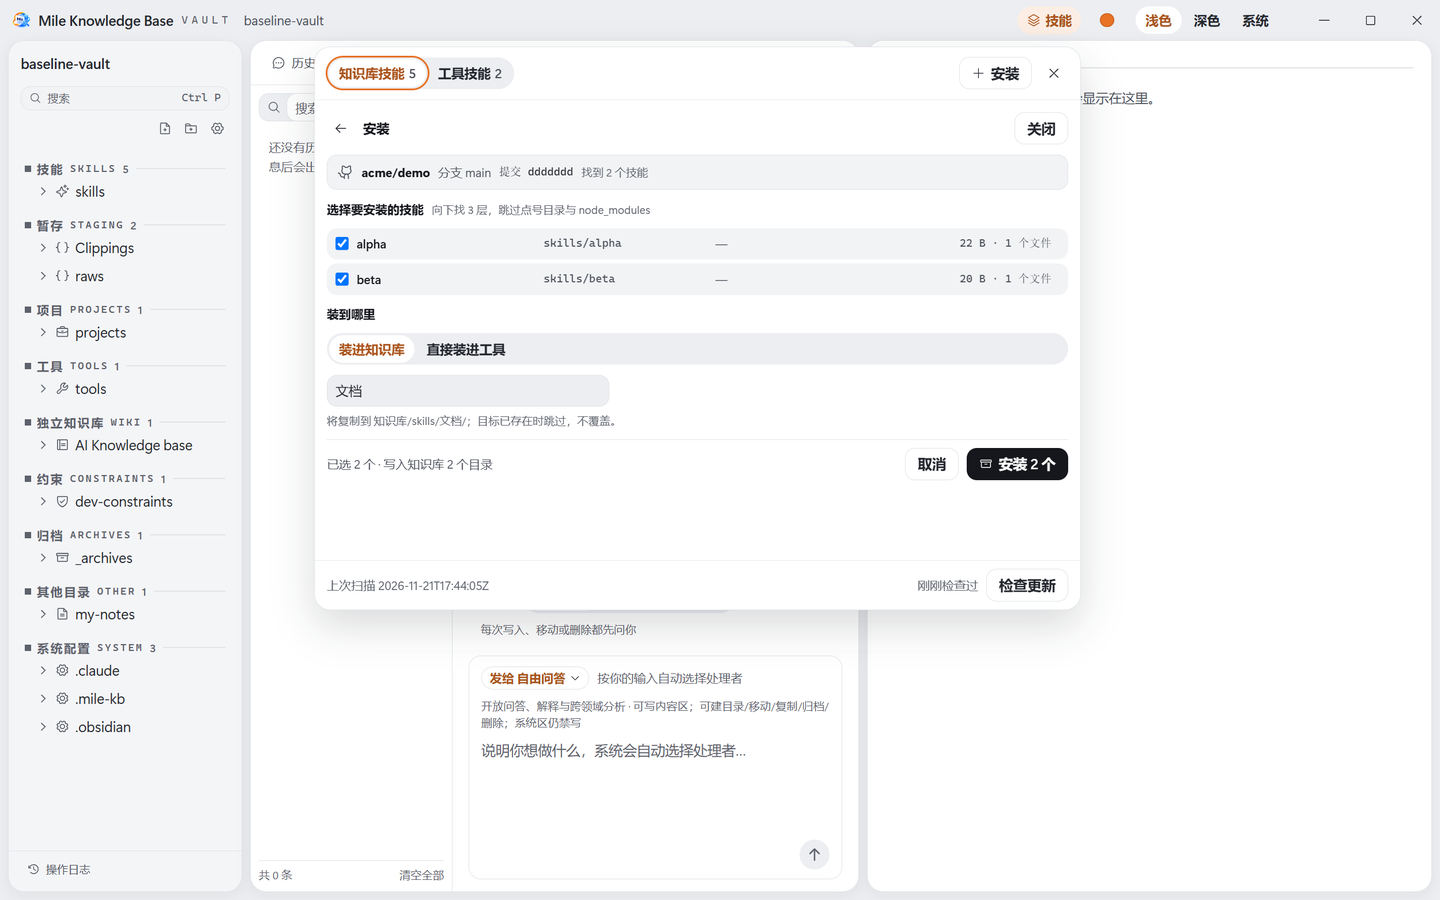 Mile Knowledge Base VAULT baseline-vault
技能 浅色 深色 系统
baseline-vault
搜索 Ctrl P
技能 SKILLS 5
skills
暂存 STAGING 2
Clippings
raws
项目 PROJECTS 1
projects
工具 TOOLS 1
tools
独立知识库 WIKI 1
AI Knowledge base
约束 CONSTRAINTS 1
dev-constraints
归档 ARCHIVES 1
_archives
其他目录 OTHER 1
my-notes
系统配置 SYSTEM 3
.claude
.mile-kb
.obsidian
操作日志
历史
搜索
还没有历
息后会出
共 0 条 清空全部
知识库技能 5 工具技能 2 安装
安装 关闭
acme/demo 分支 main 提交 ddddddd 找到 2 个技能
选择要安装的技能 向下找 3 层，跳过点号目录与 node_modules
alpha skills/alpha — 22 B · 1 个文件
beta skills/beta — 20 B · 1 个文件
装到哪里
装进知识库 直接装进工具
文档
将复制到 知识库/skills/文档/；目标已存在时跳过，不覆盖。
已选 2 个 · 写入知识库 2 个目录 取消 安装 2 个
上次扫描 2026-11-21T17:44:05Z 刚刚检查过 检查更新
每次写入、移动或删除都先问你
发给 自由问答 按你的输入自动选择处理者
开放问答、解释与跨领域分析 · 可写内容区；可建目录/移动/复制/归档/
删除；系统区仍禁写
说明你想做什么，系统会自动选择处理者...
显示在这里。